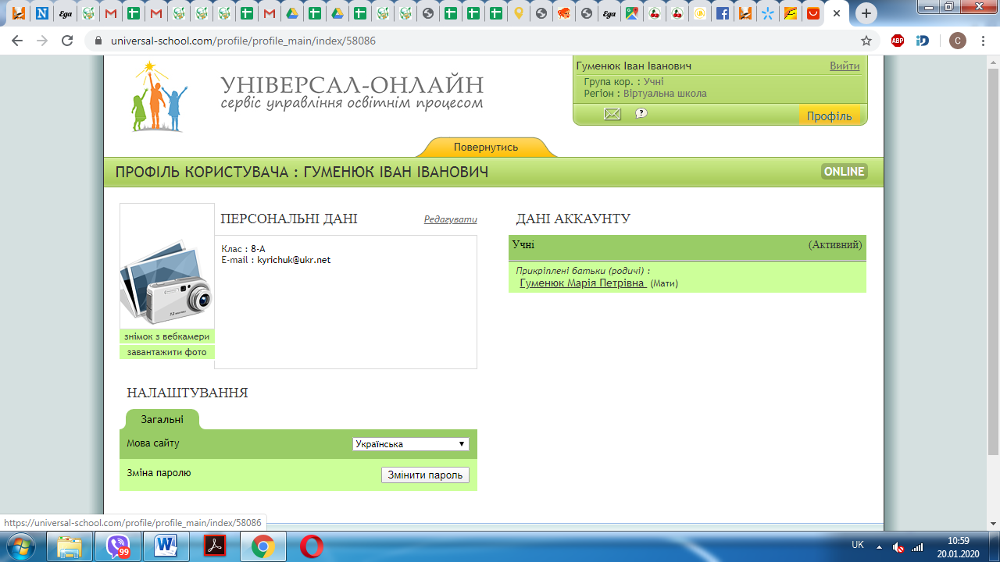 Ega
Ega
universal-school.com/profile/profile_main/index/58086
ABP
C
УНІВЕРСАЛ-ОНЛАЙН
сервіс управління освітнім процесом
Гуменюк Іван Іванович
Вийти
Група кор. : Учні
Регіон : Віртуальна школа
Профіль
Повернутись
ПРОФІЛЬ КОРИСТУВАЧА : ГУМЕНЮК ІВАН ІВАНОВИЧ
ONLINE
ПЕРСОНАЛЬНІ ДАНІ
Редагувати
Клас : 8-А
E-mail : kyrichuk@ukr.net
знімок з вебкамери
завантажити фото
ДАНІ АККАУНТУ
Учні
(Активний)
Прикріплені батьки (родичі) :
Гуменюк Марія Петрівна (Мати)
НАЛАШТУВАННЯ
Загальні
Мова сайту
Українська
Зміна паролю
Змінити пароль
https://universal-school.com/profile/profile_main/index/58086
99
UK
10:59
20.01.2020